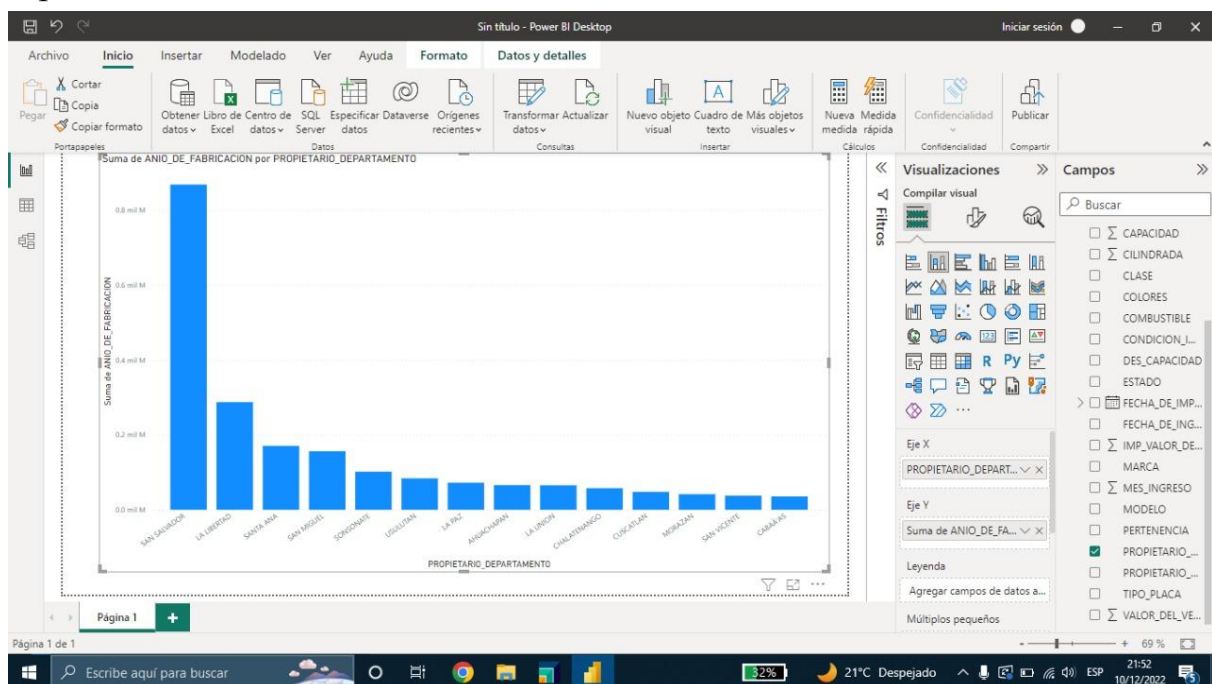 Sin título - Power BI Desktop
Iniciar sesión
Archivo Inicio Insertar Modelado Ver Ayuda Formato Datos y detalles
Pegar
Cortar
Copia
Copiar formato
Portapapeles
Obtener datos
Libro de Excel
Centro de datos
SQL Server
Especificar datos
Dataverse
Orígenes recientes
Datos
Transformar datos
Actualizar
Consultas
Nuevo objeto visual
Cuadro de texto
Más objetos visuales
Insertar
Nueva medida
Medida rápida
Cálculos
Confidencialidad
Confidencialidad
Publicar
Compartir
Suma de ANIO_DE_FABRICACION por PROPIETARIO_DEPARTAMENTO
Suma de ANIO_DE_FABRICACION
0.8 mil M
0.6 mil M
0.4 mil M
0.2 mil M
0.0 mil M
SAN SALVADOR
LA LIBERTAD
SANTA ANA
SAN MIGUEL
SONSONATE
USULUTAN
LA PAZ
AHUACHAPAN
LA UNION
CHALATENANGO
CUSCATLAN
MORAZAN
SAN VICENTE
CABAÃ'AS
PROPIETARIO_DEPARTAMENTO
Filtros
Visualizaciones
Compilar visual
123
R Py
Eje X
PROPIETARIO_DEPART...
Eje Y
Suma de ANIO_DE_FA...
Leyenda
Agregar campos de datos a...
Múltiplos pequeños
Campos
Buscar
CAPACIDAD
CILINDRADA
CLASE
COLORES
COMBUSTIBLE
CONDICION_I...
DES_CAPACIDAD
ESTADO
FECHA_DE_IMP...
FECHA_DE_ING...
IMP_VALOR_DE...
MARCA
MES_INGRESO
MODELO
PERTENENCIA
PROPIETARIO_...
PROPIETARIO_...
TIPO_PLACA
VALOR_DEL_VE...
Página 1
Página 1 de 1
69 %
Escribe aquí para buscar
32%
21°C Despejado
ESP
21:52
10/12/2022